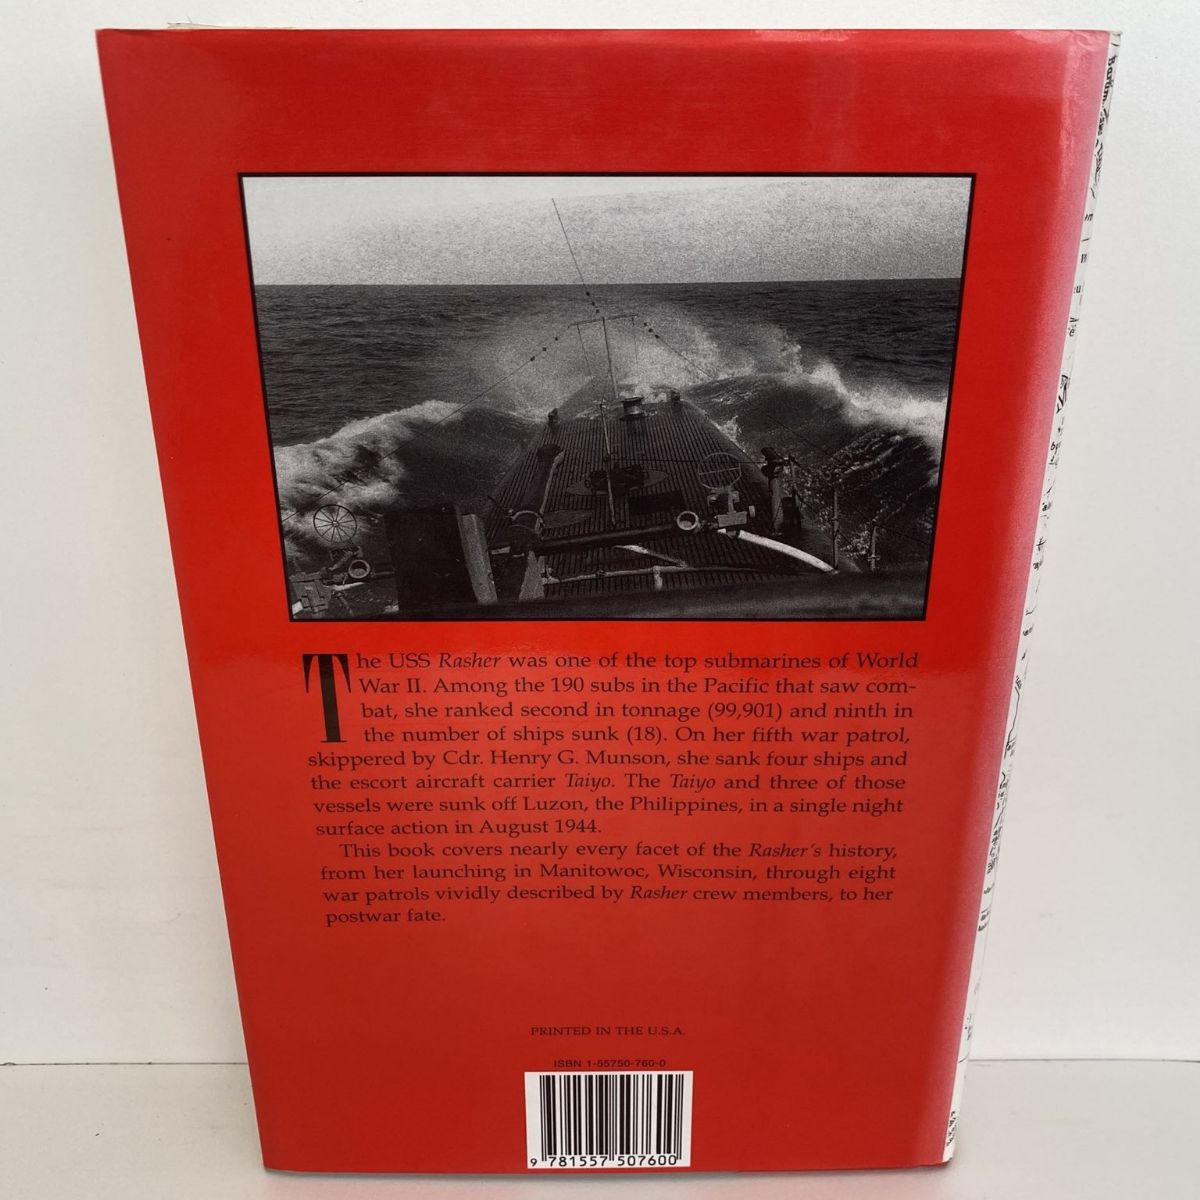 The USS Rasher was one of the top submarines of World
War II. Among the 190 subs in the Pacific that saw com-
bat, she ranked second in tonnage (99,901) and ninth in
the number of ships sunk (18). On her fifth war patrol,
skippered by Cdr. Henry G. Munson, she sank four ships and
the escort aircraft carrier Taiyo. The Taiyo and three of those
vessels were sunk off Luzon, the Philippines, in a single night
surface action in August 1944.
This book covers nearly every facet of the Rasher's history,
from her launching in Manitowoc, Wisconsin, through eight
war patrols vividly described by Rasher crew members, to her
postwar fate.
PRINTED IN THE U.S.A.
ISBN 1-55750-760-0
9 781557 507600